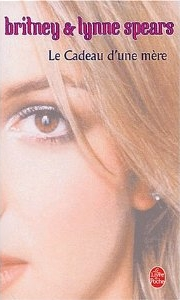 britney & lynne spears
Le Cadeau d'une mère
Le Livre
de
Poche